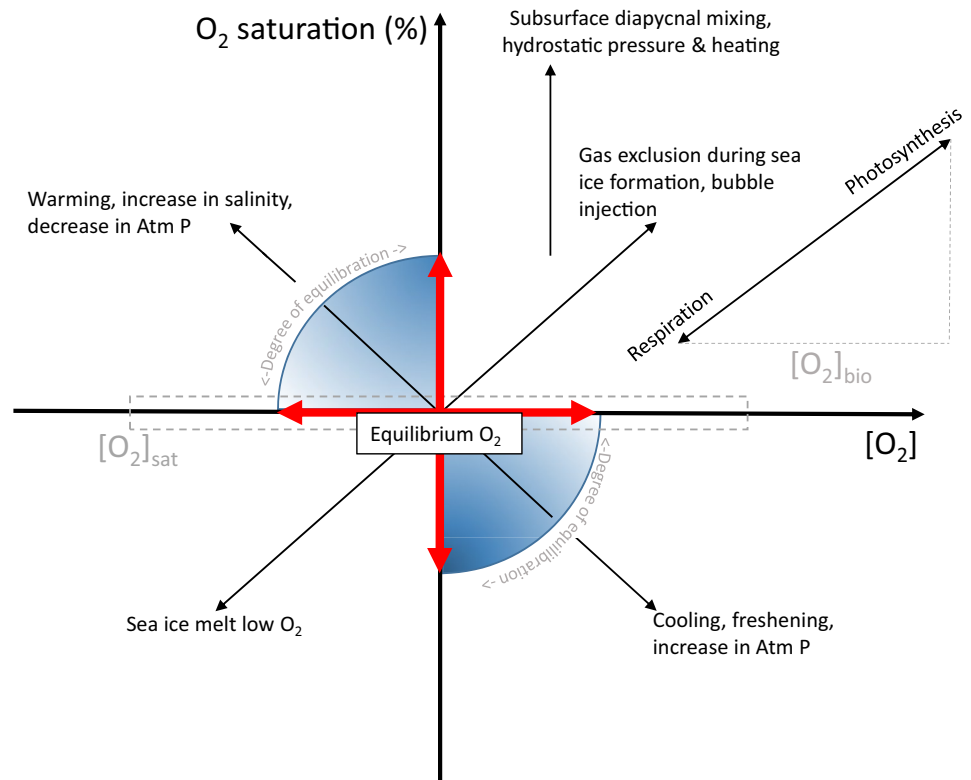 O2 saturation (%)
Subsurface diapycnal mixing,
hydrostatic pressure & heating
Photosynthesis
Gas exclusion during sea
ice formation, bubble
injection
Warming, increase in salinity,
decrease in Atm P
<-Degree of equilibration ->
Respiration
[O2]bio
Equilibrium O2
[O2]sat
[O2]
<-Degree of equilibration ->
Sea ice melt low O2
Cooling, freshening,
increase in Atm P